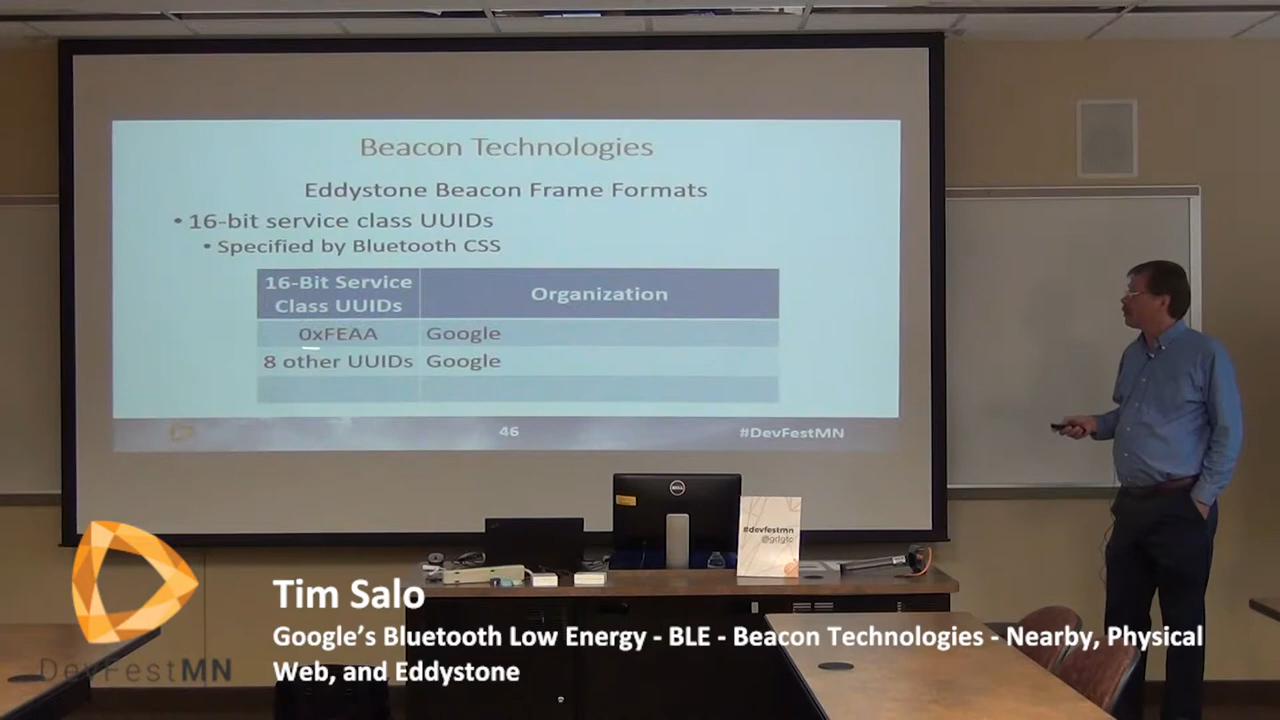 Beacon Technologies
Eddystone Beacon Frame Formats
• 16-bit service class UUIDs
• Specified by Bluetooth CSS
16-Bit Service
Class UUIDs
Organization
0xFEAA Google
8 other UUIDs Google
46
#DevFestMN
DELL
#devfestmn
@gdgtc
Tim Salo
Google’s Bluetooth Low Energy - BLE - Beacon Technologies - Nearby, Physical
Web, and Eddystone
DevFestMN